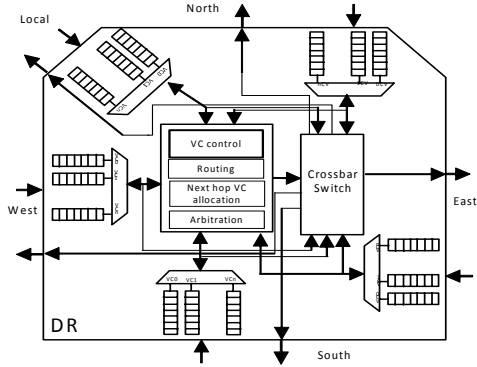 North
Local
VC control
Routing
Next hop VC
allocation
Arbitration
Crossbar
Switch
West
East
VC0 VC1 VCn
DR
South